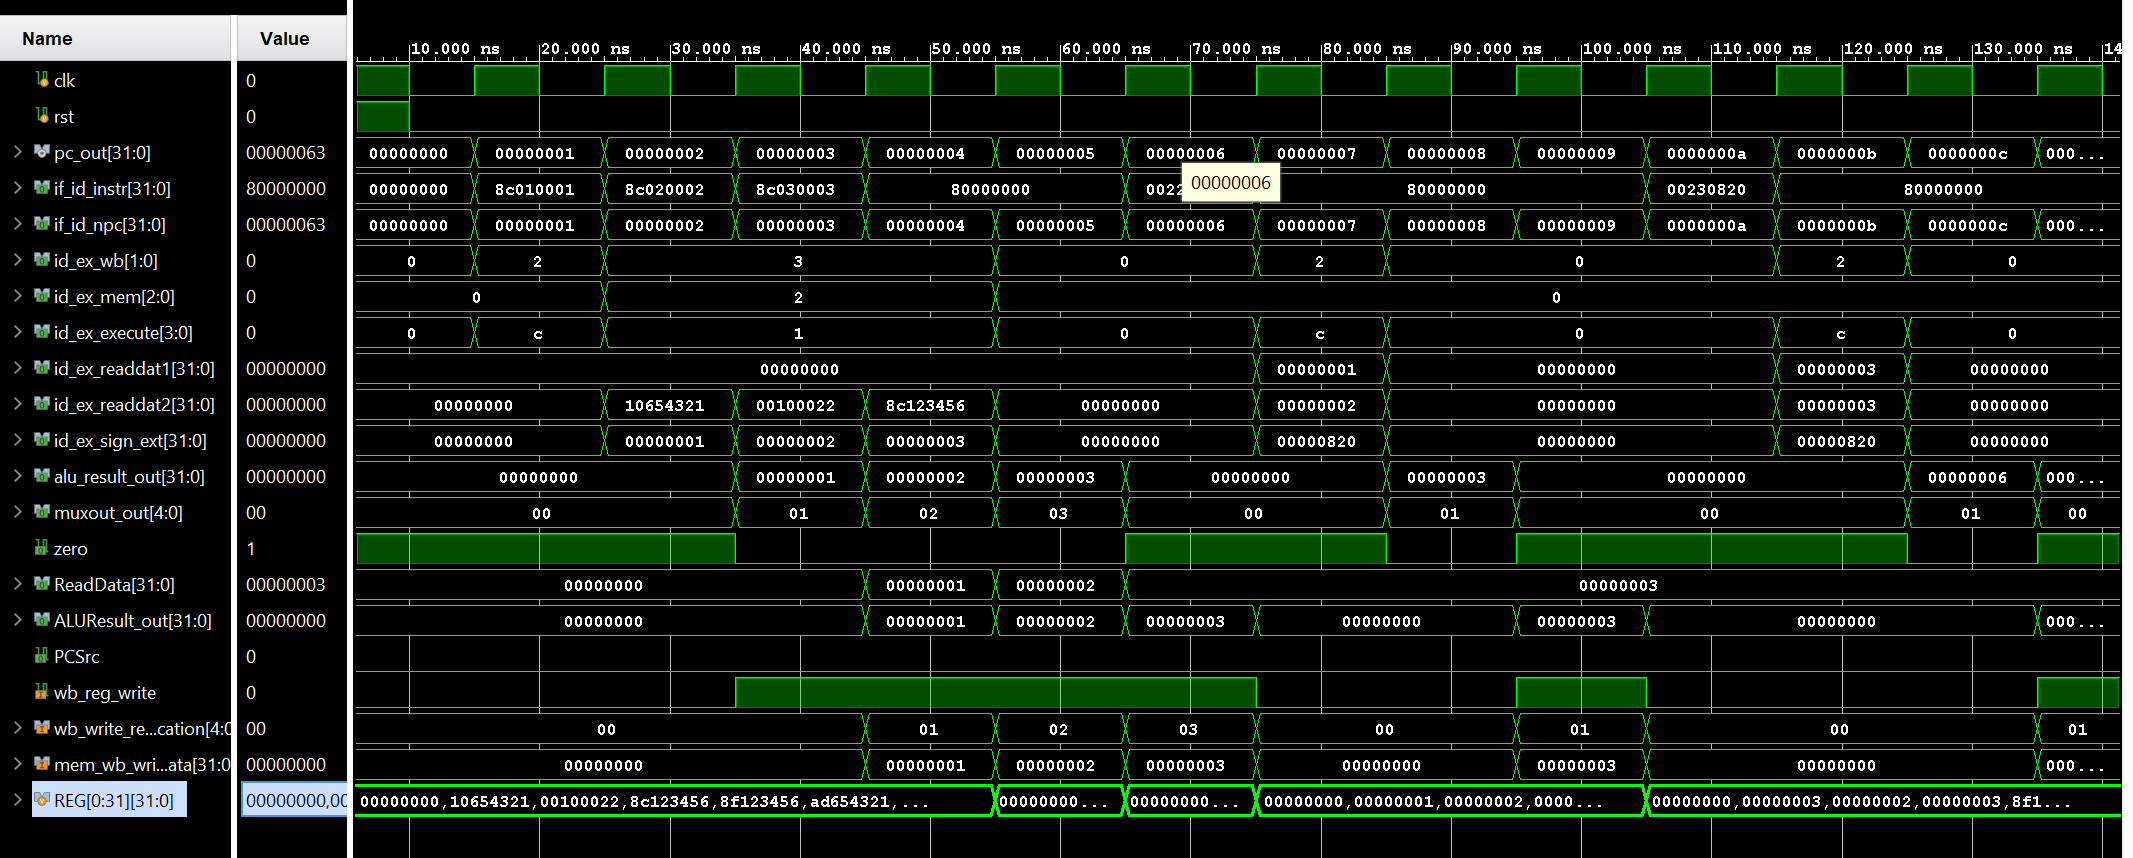 Name Value
10.000 ns 20.000 ns 30.000 ns 40.000 ns 50.000 ns 60.000 ns 70.000 ns 80.000 ns 90.000 ns 100.000 ns 110.000 ns 120.000 ns 130.000 ns 14
clk 0
rst 0
pc_out[31:0] 00000063 00000000 00000001 00000002 00000003 00000004 00000005 00000006 00000007 00000008 00000009 0000000a 0000000b 0000000c 000...
if_id_instr[31:0] 80000000 00000000 8c010001 8c020002 8c030003 80000000 0022 00000006 80000000 00230820 80000000
if_id_npc[31:0] 00000063 00000000 00000001 00000002 00000003 00000004 00000005 00000006 00000007 00000008 00000009 0000000a 0000000b 0000000c 000...
id_ex_wb[1:0] 0 0 2 3 0 2 0 2 0
id_ex_mem[2:0] 0 0 2 0
id_ex_execute[3:0] 0 0 c 1 0 c 0 c 0
id_ex_readdat1[31:0] 00000000 00000000 00000001 00000000 00000003 00000000
id_ex_readdat2[31:0] 00000000 00000000 10654321 00100022 8c123456 00000000 00000002 00000000 00000003 00000000
id_ex_sign_ext[31:0] 00000000 00000000 00000001 00000002 00000003 00000000 00000820 00000000 00000820 00000000
alu_result_out[31:0] 00000000 00000000 00000001 00000002 00000003 00000000 00000003 00000000 00000006 000...
muxout_out[4:0] 00 00 01 02 03 00 01 00 01 00
zero 1
ReadData[31:0] 00000003 00000000 00000001 00000002 00000003
ALUResult_out[31:0] 00000000 00000000 00000001 00000002 00000003 00000000 00000003 00000000 000...
PCSrc 0
wb_reg_write 0
wb_write_re...cation[4:0 00 00 01 02 03 00 01 00 01
mem_wb_wri...ata[31:0 00000000 00000000 00000001 00000002 00000003 00000000 00000003 00000000
REG[0:31][31:0] 00000000,00 00000000,10654321,00100022,8c123456,8f123456,ad654321,... 00000000... 00000000... 00000000,00000001,00000002,0000... 00000000,00000003,00000002,00000003,8f1...